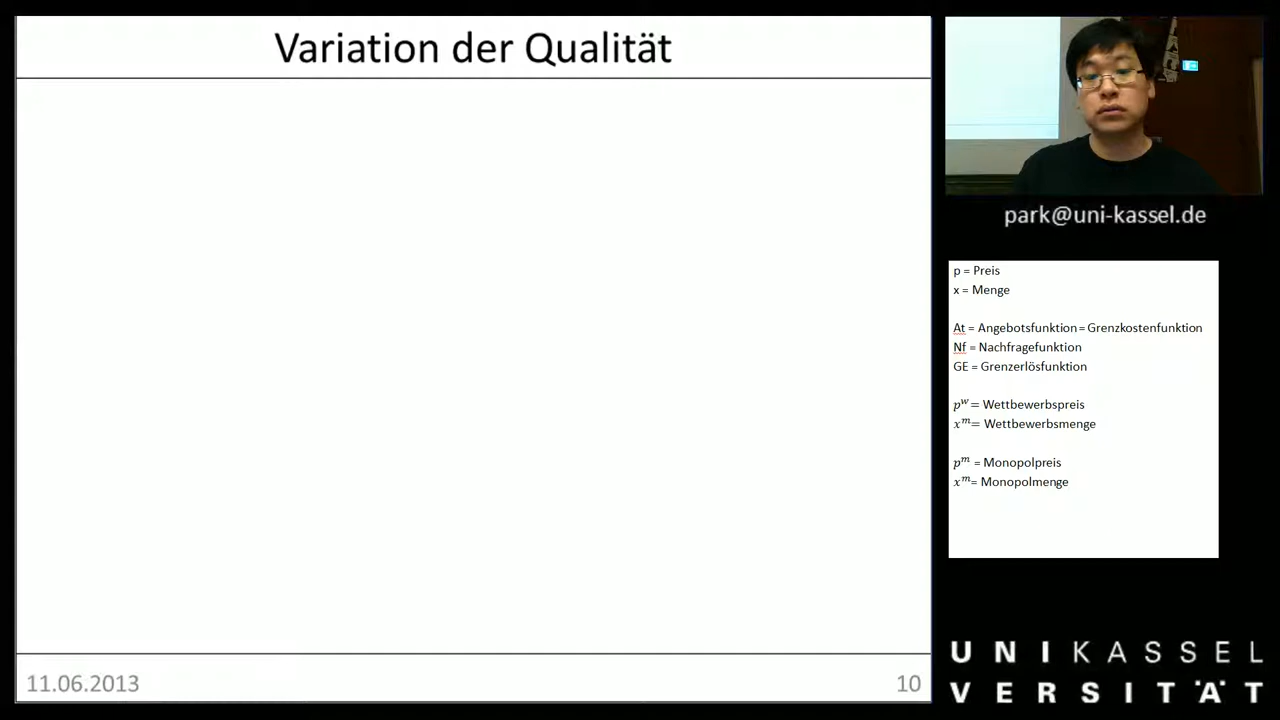 Variation der Qualität
park@uni-kassel.de
p = Preis
x = Menge
At = Angebotsfunktion = Grenzkostenfunktion
Nf = Nachfragefunktion
GE = Grenzerlösfunktion
p^w = Wettbewerbspreis
x^m = Wettbewerbsmenge
p^m = Monopolpreis
x^m = Monopolmenge
11.06.2013
10
UNIKASSEL
VERSITÄT